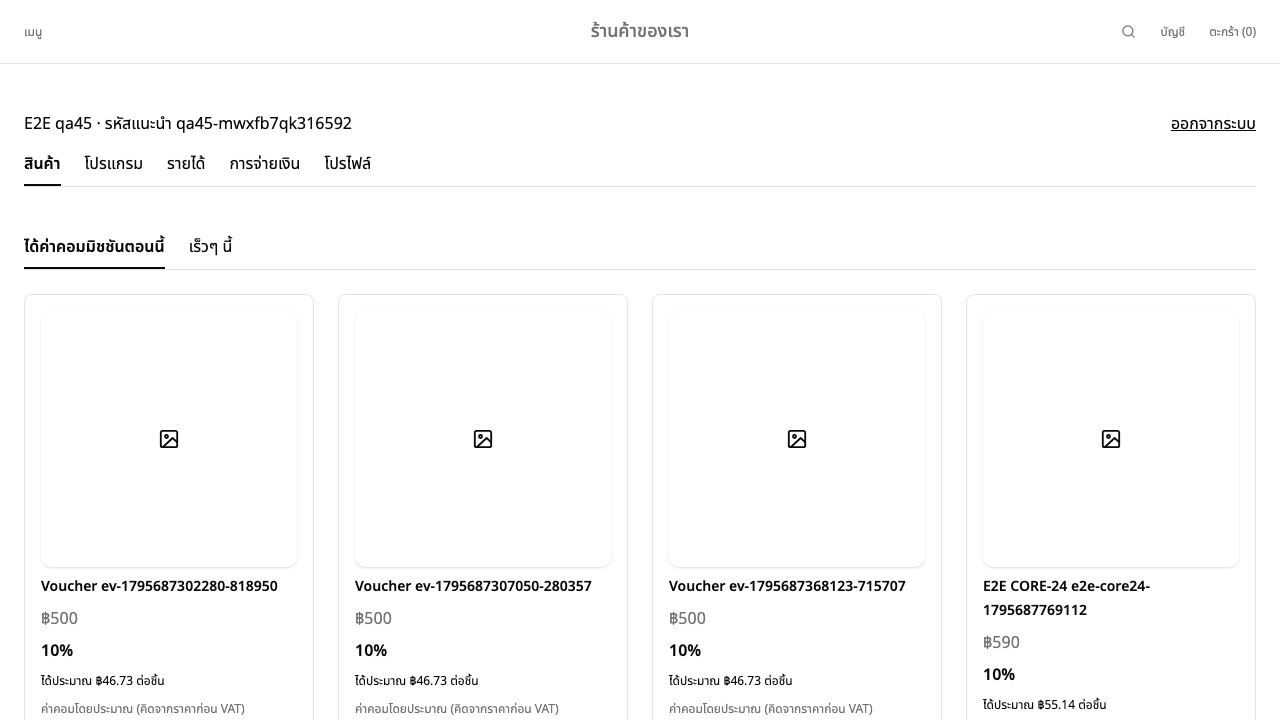 เมนู
ร้านค้าของเรา
บัญชี
ตะกร้า (0)
E2E qa45 · รหัสแนะนำ qa45-mwxfb7qk316592
ออกจากระบบ
สินค้า
โปรแกรม
รายได้
การจ่ายเงิน
โปรไฟล์
ได้ค่าคอมมิชชันตอนนี้
เร็วๆ นี้
Voucher ev-1795687302280-818950
฿500
10%
ได้ประมาณ ฿46.73 ต่อชิ้น
ค่าคอมโดยประมาณ (คิดจากราคาก่อน VAT)
Voucher ev-1795687307050-280357
฿500
10%
ได้ประมาณ ฿46.73 ต่อชิ้น
ค่าคอมโดยประมาณ (คิดจากราคาก่อน VAT)
Voucher ev-1795687368123-715707
฿500
10%
ได้ประมาณ ฿46.73 ต่อชิ้น
ค่าคอมโดยประมาณ (คิดจากราคาก่อน VAT)
E2E CORE-24 e2e-core24-
1795687769112
฿590
10%
ได้ประมาณ ฿55.14 ต่อชิ้น